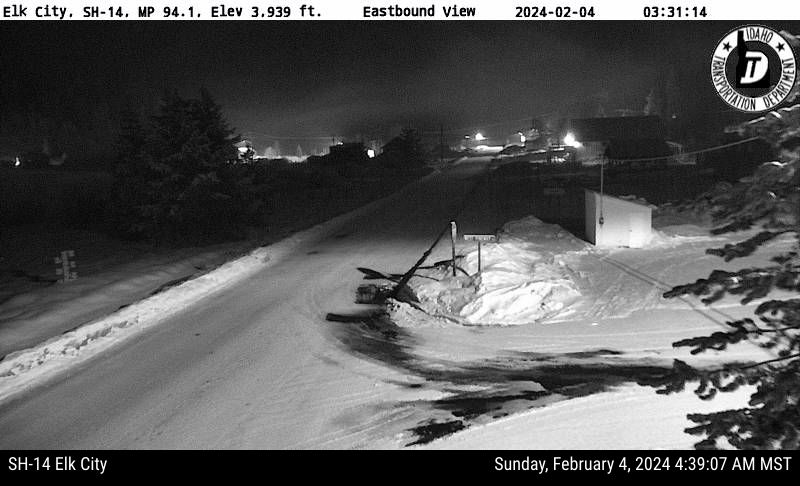 Elk City, SH-14, MP 94.1, Elev 3,939 ft. Eastbound View 2024-02-04 03:31:14
IDAHO
TRANSPORTATION DEPARTMENT
SH-14 Elk City Sunday, February 4, 2024 4:39:07 AM MST